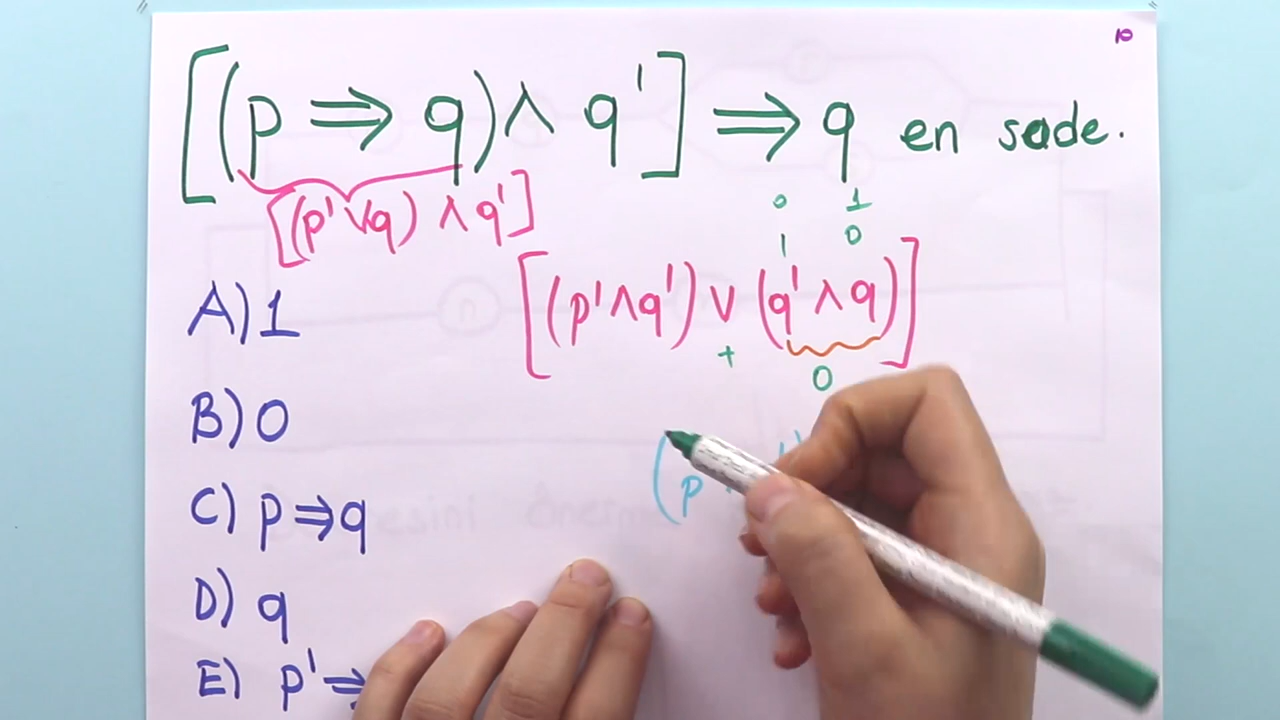 10
[(p ⇒ q) ∧ q'] ⇒ q en sade.
[(p' ∨ q) ∧ q']
0 1
1 0
[(p' ∧ q') ∨ (q' ∧ q)]
+ 0
A) 1
B) 0
(p
C) p ⇒ q
D) q
E) p' ⇒